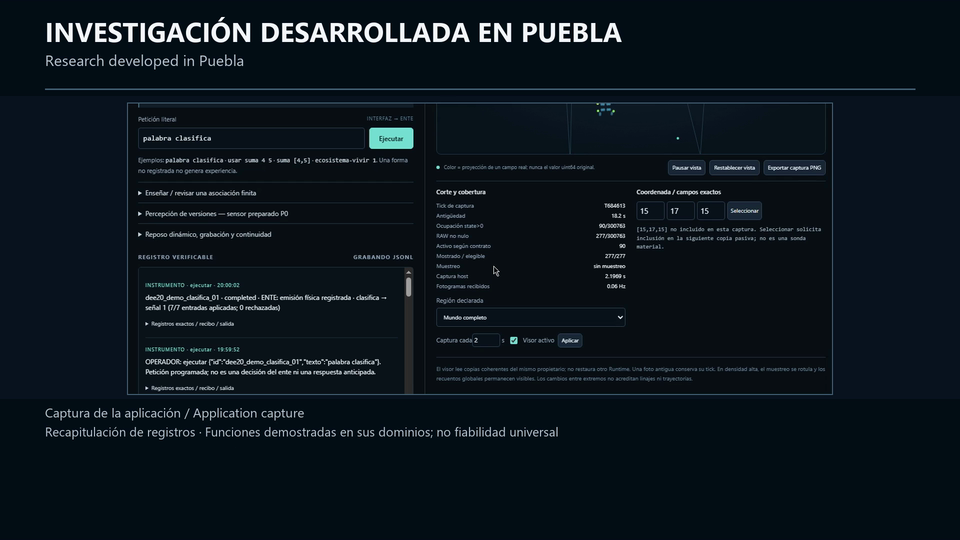 INVESTIGACIÓN DESARROLLADA EN PUEBLA
Research developed in Puebla
Petición literal
INTERFAZ → ENTE
palabra clasifica
Ejecutar
Ejemplos: palabra clasifica · usar suma 4 5 · suma [4,5] · ecosistema-vivir 1. Una forma
no registrada no genera experiencia.
Enseñar / revisar una asociación finita
Percepción de versiones — sensor preparado P0
Reposo dinámico, grabación y continuidad
REGISTRO VERIFICABLE
GRABANDO JSONL
INSTRUMENTO · ejecutar · 20:00:02
dee20_demo_clasifica_01 · completed · ENTE: emisión física registrada · clasifica →
señal 1 (7/7 entradas aplicadas; 0 rechazadas)
Registros exactos / recibo / salida
INSTRUMENTO · ejecutar · 19:59:52
OPERADOR: ejecutar {"id":"dee20_demo_clasifica_01","texto":"palabra clasifica"}.
Petición programada; no es una decisión del ente ni una respuesta anticipada.
Registros exactos / recibo / salida
Color = proyección de un campo real; nunca el valor uint64 original.
Pausar vista
Restablecer vista
Exportar captura PNG
Corte y cobertura
Tick de captura T684613
Antigüedad 18.2 s
Ocupación state>0 90/300763
RAW no nulo 277/300763
Activo según contrato 90
Mostrado / elegible 277/277
Muestreo sin muestreo
Captura host 2.1969 s
Fotogramas recibidos 0.06 Hz
Región declarada
Mundo completo
Captura cada 2 s Visor activo Aplicar
Coordenada / campos exactos
15 17 15 Seleccionar
[15,17,15] no incluido en esta captura. Seleccionar solicita
inclusión en la siguiente copia pasiva; no es una sonda
material.
El visor lee copias coherentes del mismo propietario; no restaura otro Runtime. Una foto antigua conserva su tick. En densidad alta, el muestreo se rotula y los
recuentos globales permanecen visibles. Los cambios entre extremos no acreditan linajes ni trayectorias.
Captura de la aplicación / Application capture
Recapitulación de registros · Funciones demostradas en sus dominios; no fiabilidad universal